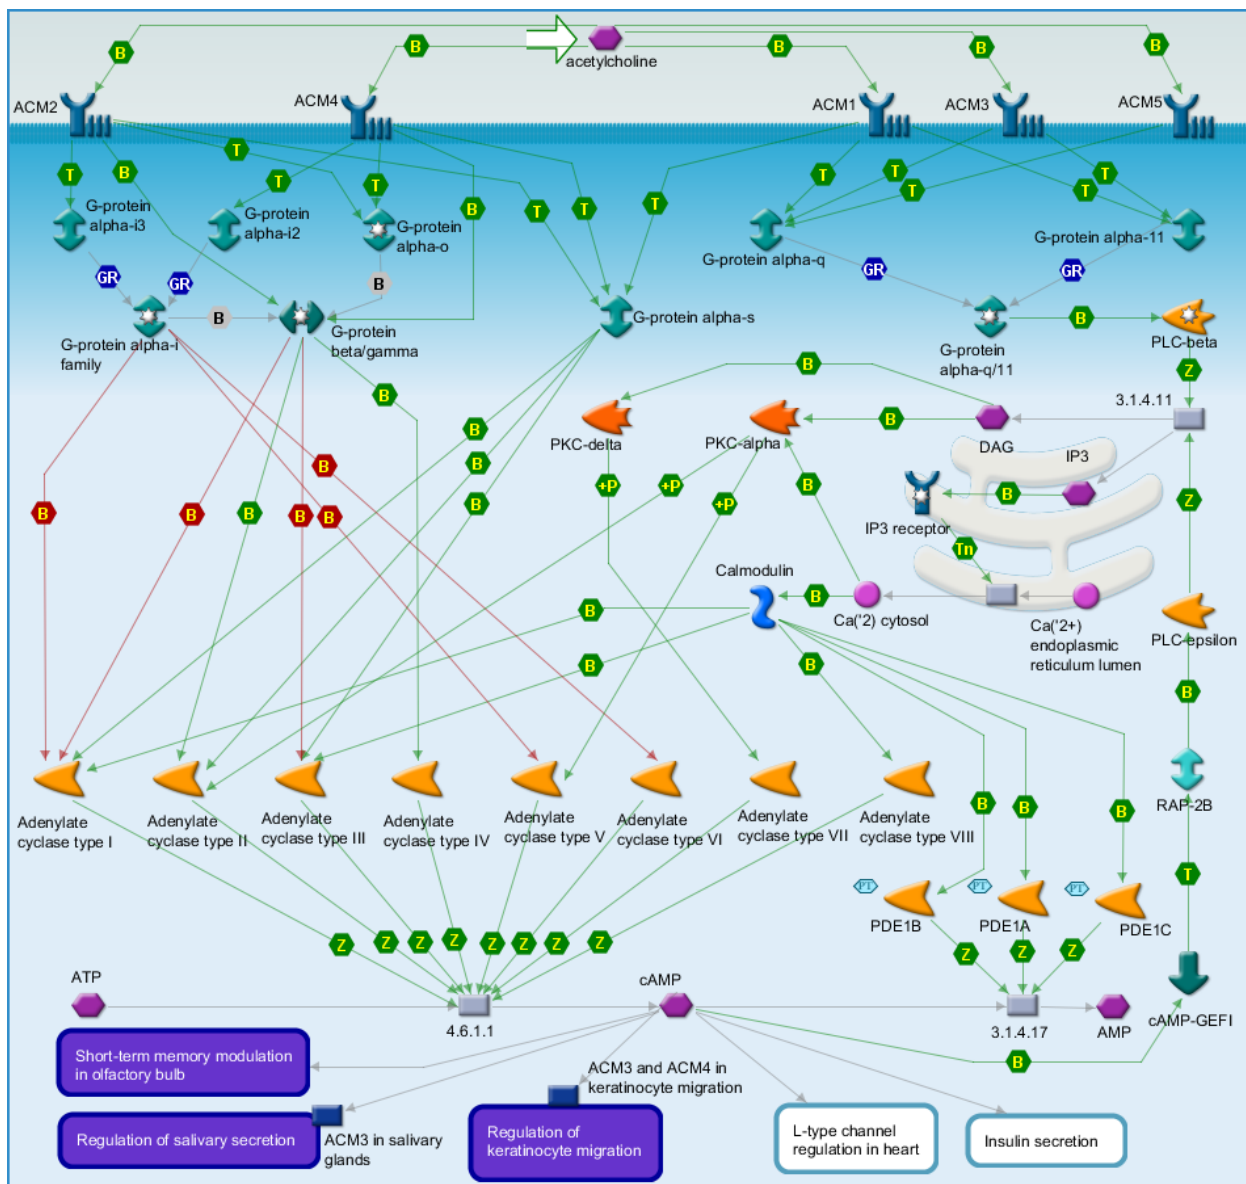 B
B
B
B
acetylcholine
ACM2
ACM4
ACM1
ACM3
ACM5
T
B
T
T
T
B
T
T
T
T
T
T
T
T
G-protein
alpha-i3
G-protein
alpha-i2
G-protein
alpha-o
G-protein alpha-q
G-protein alpha-11
GR
GR
B
GR
GR
B
G-protein alpha-i
family
G-protein
beta/gamma
G-protein alpha-s
G-protein
alpha-q/11
B
PLC-beta
Z
B
B
B
B
B
B
PKC-delta
PKC-alpha
DAG
3.1.4.11
IP3
B
+P
+P
+P
B
B
B
B
B
B
B
IP3 receptor
Z
Tn
Calmodulin
B
Ca('2) cytosol
Ca('2+)
endoplasmic
reticulum lumen
PLC-epsilon
B
B
B
B
RAP-2B
Adenylate
cyclase type I
Adenylate
cyclase type II
Adenylate
cyclase type III
Adenylate
cyclase type IV
Adenylate
cyclase type V
Adenylate
cyclase type VI
Adenylate
cyclase type VII
Adenylate
cyclase type VIII
B
B
B
PT
PT
PT
T
PDE1B
PDE1A
PDE1C
Z
Z
Z
Z
Z
Z
Z
Z
Z
Z
Z
ATP
cAMP
4.6.1.1
3.1.4.17
AMP
cAMP-GEFI
B
Short-term memory modulation
in olfactory bulb
ACM3 and ACM4 in
keratinocyte migration
Regulation of salivary secretion
ACM3 in salivary
glands
Regulation of
keratinocyte migration
L-type channel
regulation in heart
Insulin secretion